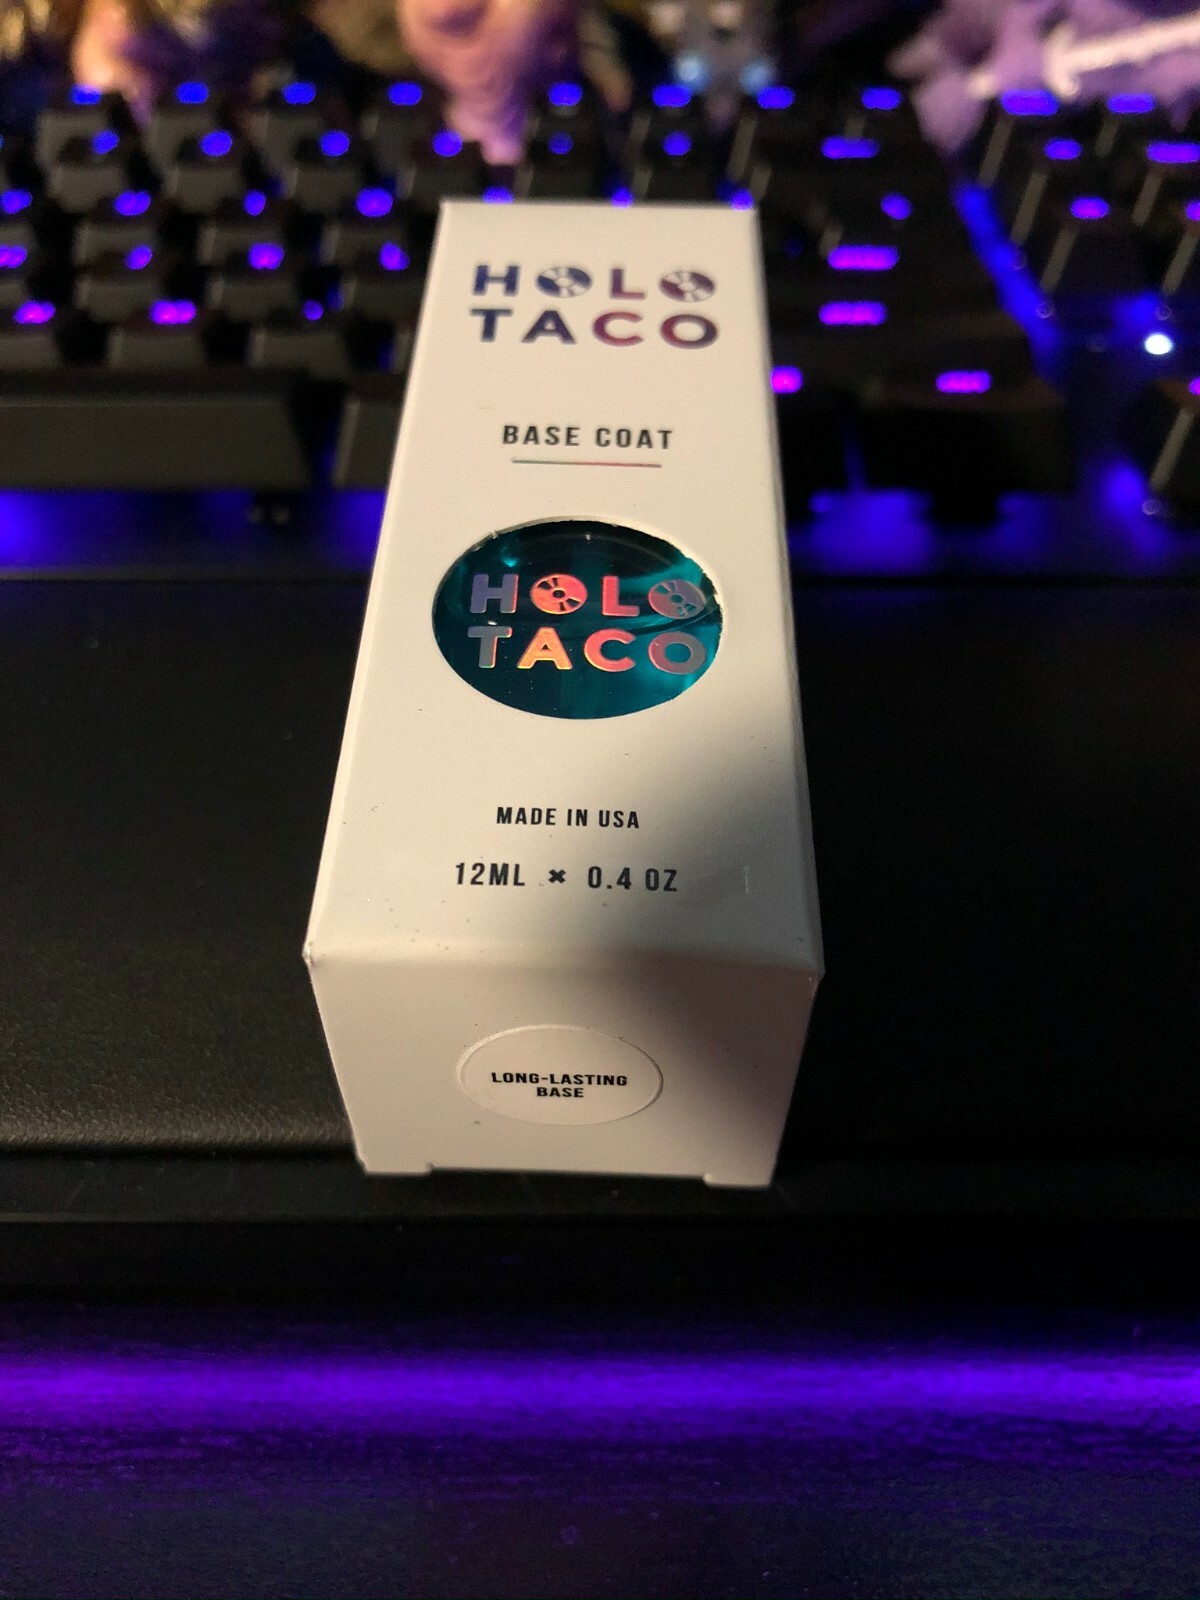 HOLO
TACO
BASE COAT
HOLO
TACO
MADE IN USA
12ML × 0.4 OZ
LONG-LASTING
BASE